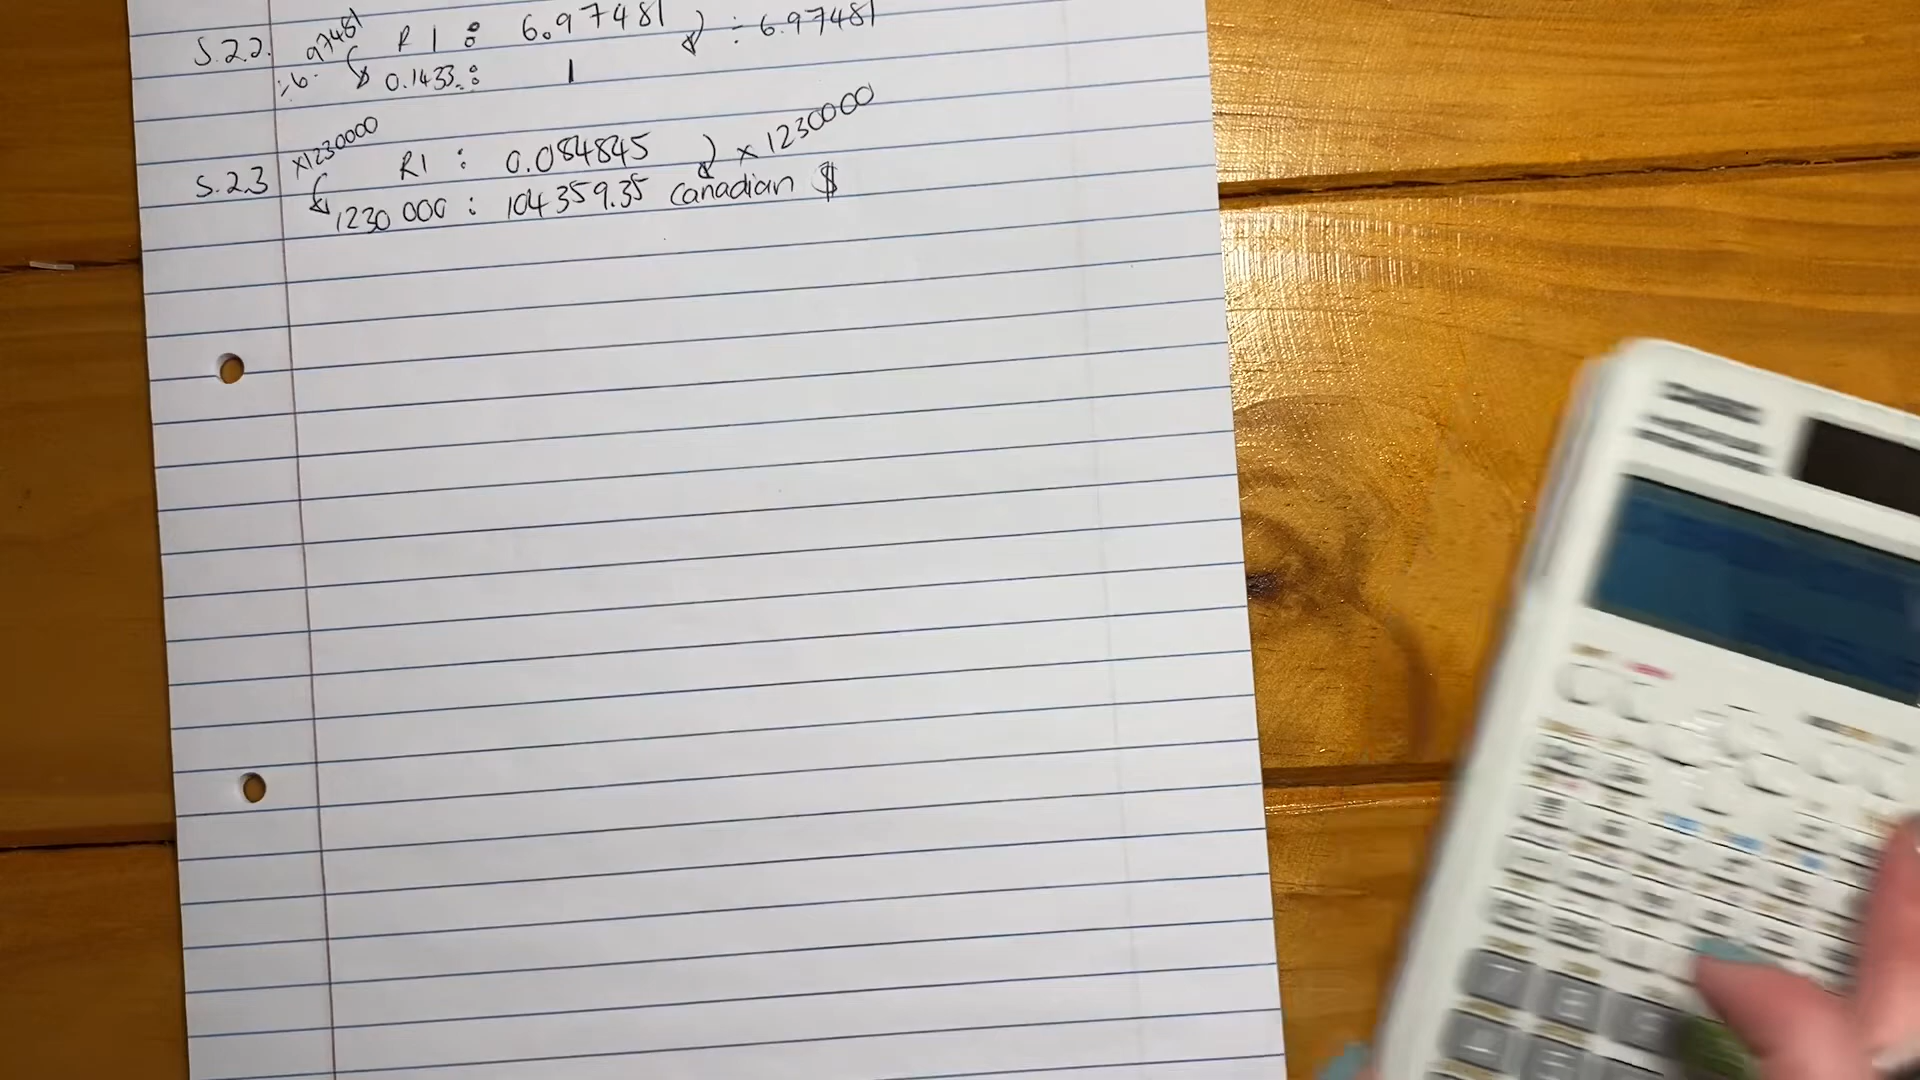 5.2.2. ÷6.97481 R1 : 6.97481 ÷6.97481
0.1433.. : 1
×1230000
5.2.3 R1 : 0.084845 ×1230000
1230 000 : 104 359.35 Canadian $